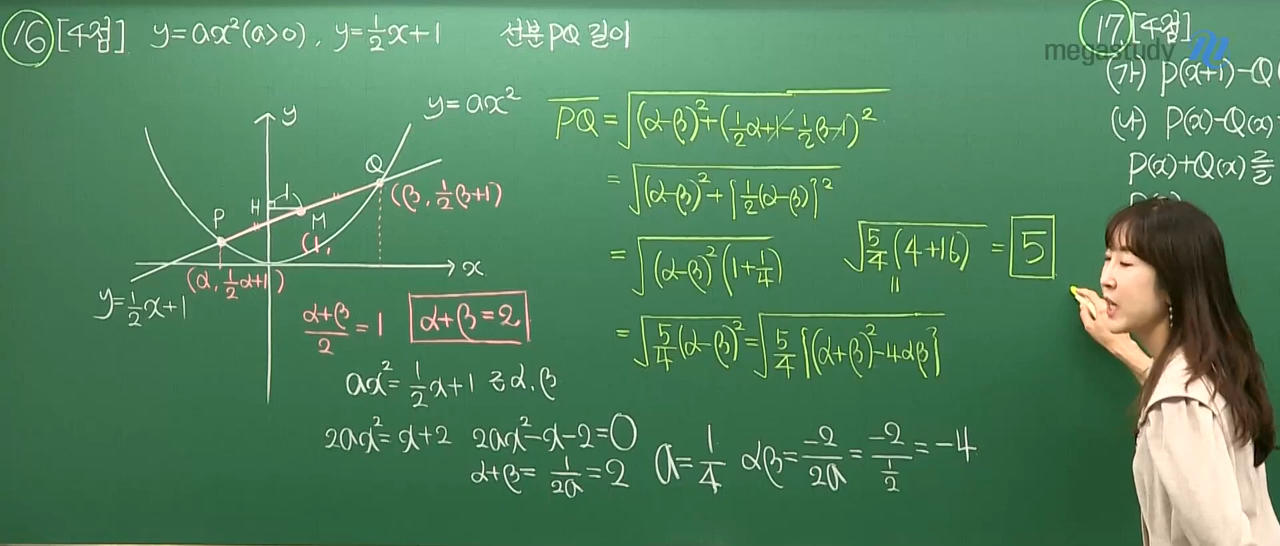 16 [4점] y=ax²(a>0), y=½x+1 선분PQ 길이
y=ax²
y
Q
(β, ½β+1)
H
1
M
P
(1,
x
(α, ½α+1)
y=½x+1
(α+β)/2=1 α+β=2
ax²=½x+1 근α,β
2ax²=x+2 2ax²-x-2=0
α+β=1/(2a)=2
a=1/4 αβ=-2/(2a)=-2/(1/2)=-4
PQ=√((α-β)²+(½α+1-½β-1)²)
=√((α-β)²+{½(α-β)}²)
=√((α-β)²(1+¼))
=√(5/4(α-β)²)=√(5/4{(α+β)²-4αβ})
√(5/4(4+16))=5
17 [4점]
megastudy
(가) P(x+1)-Q(
(나) P(x)-Q(x)
P(x)+Q(x)를